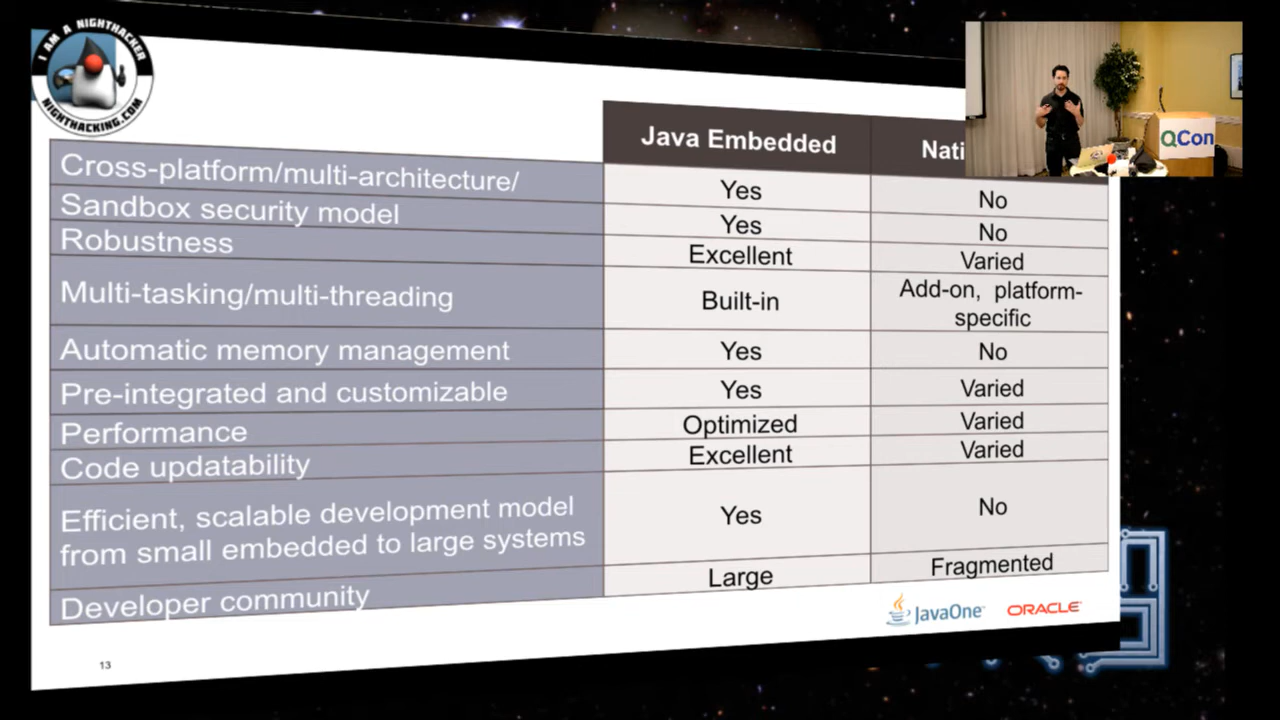 I AM A NIGHTHACKER
NIGHTHACKING.COM
QCon
Java Embedded
Cross-platform/multi-architecture/ Yes No
Sandbox security model Yes No
Robustness Excellent Varied
Multi-tasking/multi-threading Built-in Add-on, platform-
specific
Automatic memory management Yes No
Pre-integrated and customizable Yes Varied
Performance Optimized Varied
Code updatability Excellent Varied
Efficient, scalable development model
from small embedded to large systems Yes No
Developer community Large Fragmented
JavaOne ORACLE
13